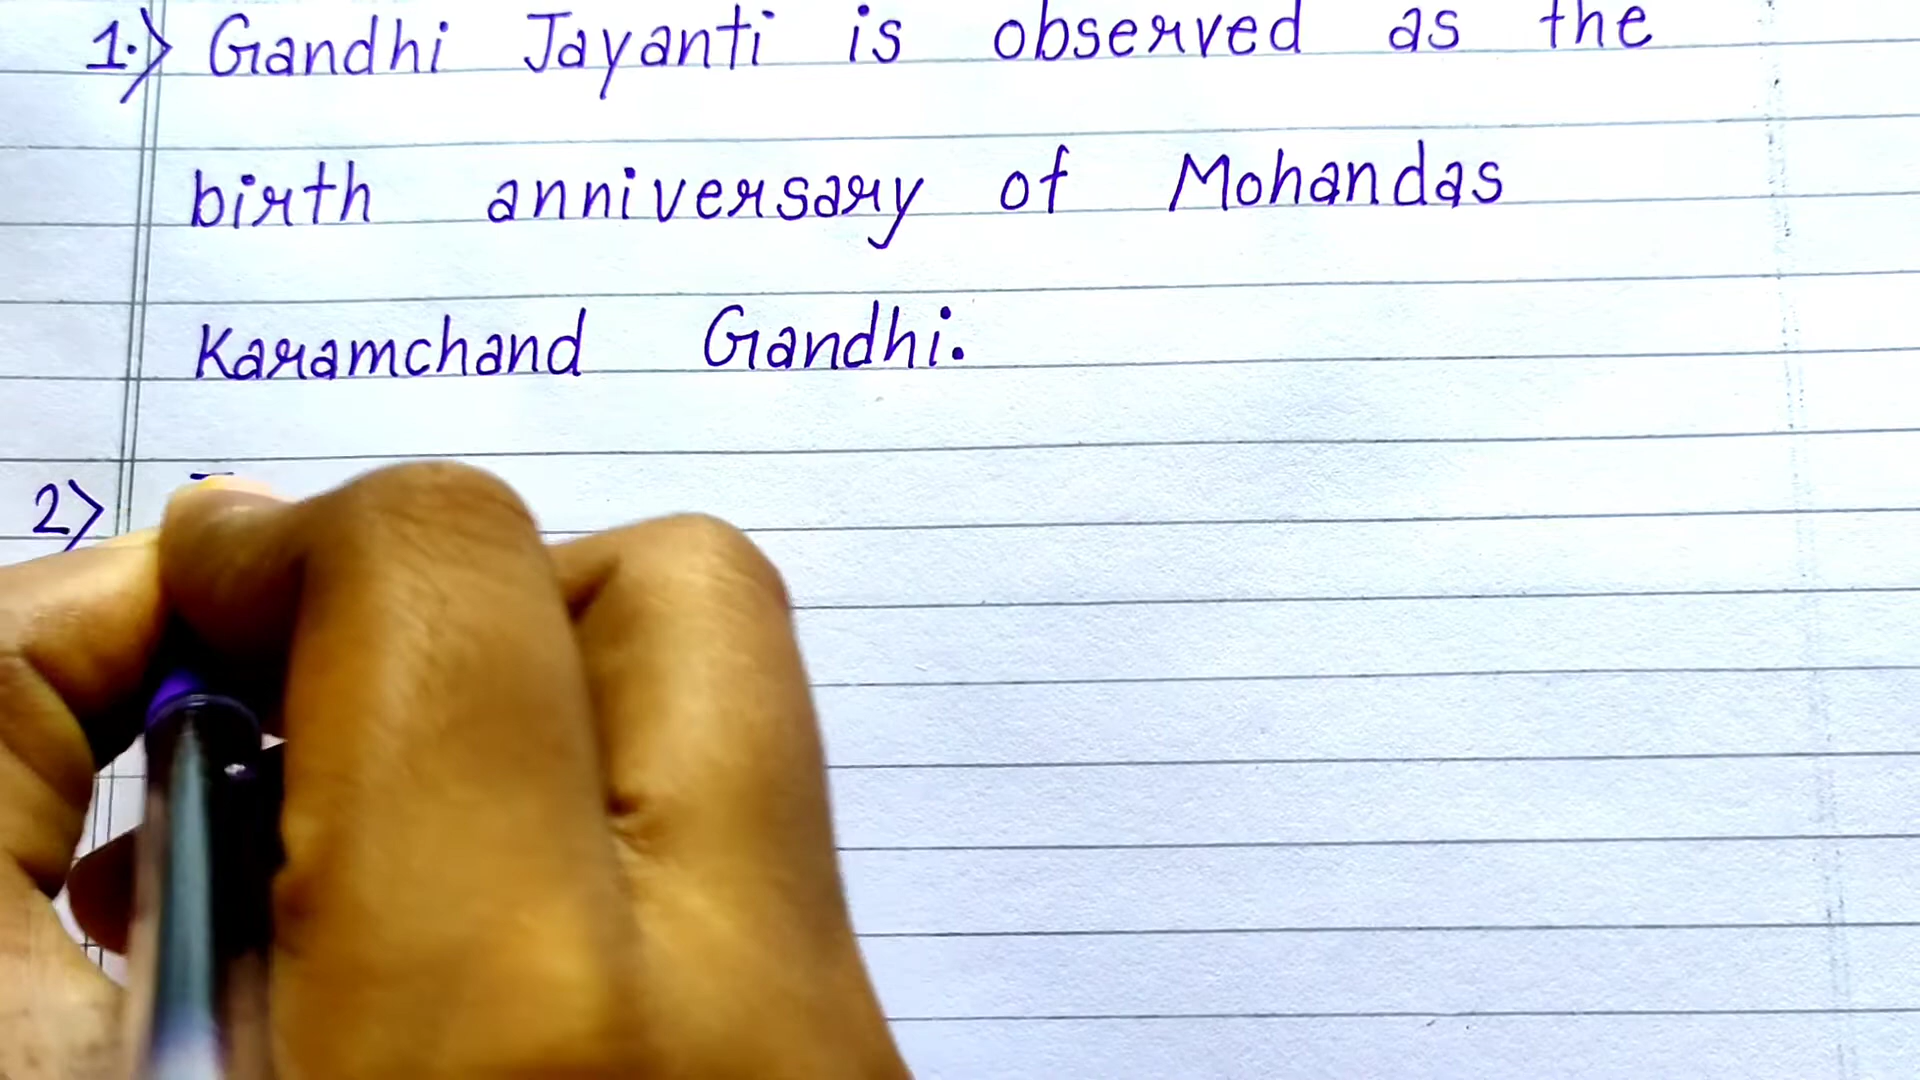 1.) Gandhi Jayanti is observed as the
birth anniversary of Mohandas
Karamchand Gandhi.
2)